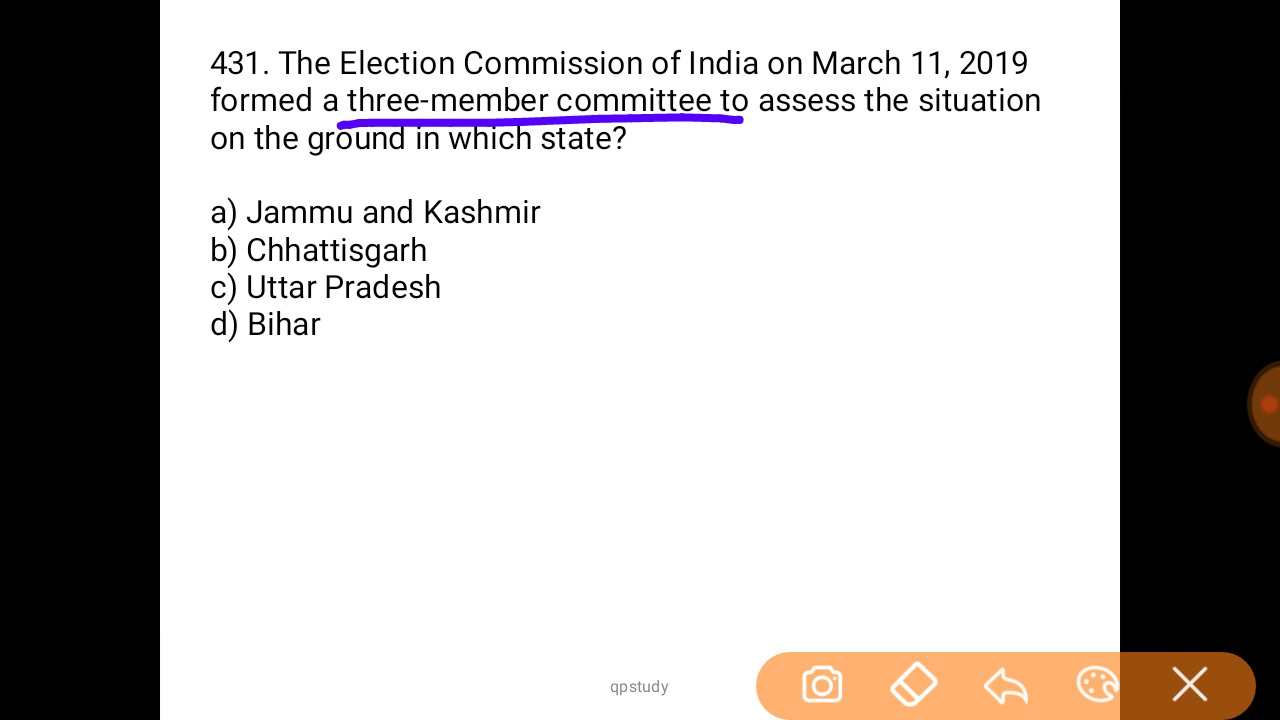 431. The Election Commission of India on March 11, 2019
formed a three-member committee to assess the situation
on the ground in which state?
a) Jammu and Kashmir
b) Chhattisgarh
c) Uttar Pradesh
d) Bihar
qpstudy